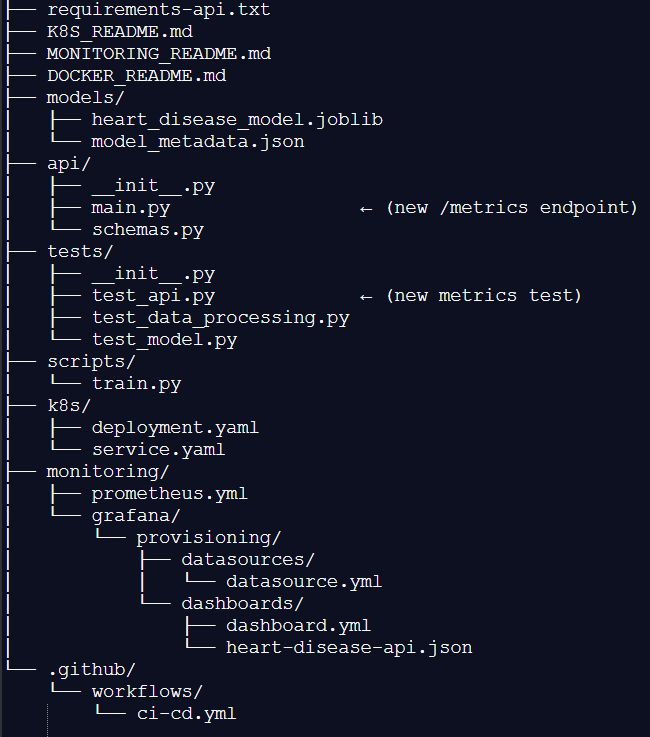 ├── requirements-api.txt
├── K8S_README.md
├── MONITORING_README.md
├── DOCKER_README.md
├── models/
│   ├── heart_disease_model.joblib
│   └── model_metadata.json
├── api/
│   ├── __init__.py
│   ├── main.py                 ← (new /metrics endpoint)
│   └── schemas.py
├── tests/
│   ├── __init__.py
│   ├── test_api.py             ← (new metrics test)
│   ├── test_data_processing.py
│   └── test_model.py
├── scripts/
│   └── train.py
├── k8s/
│   ├── deployment.yaml
│   └── service.yaml
├── monitoring/
│   ├── prometheus.yml
│   └── grafana/
│       └── provisioning/
│           ├── datasources/
│           │   └── datasource.yml
│           └── dashboards/
│               ├── dashboard.yml
│               └── heart-disease-api.json
└── .github/
    └── workflows/
        └── ci-cd.yml